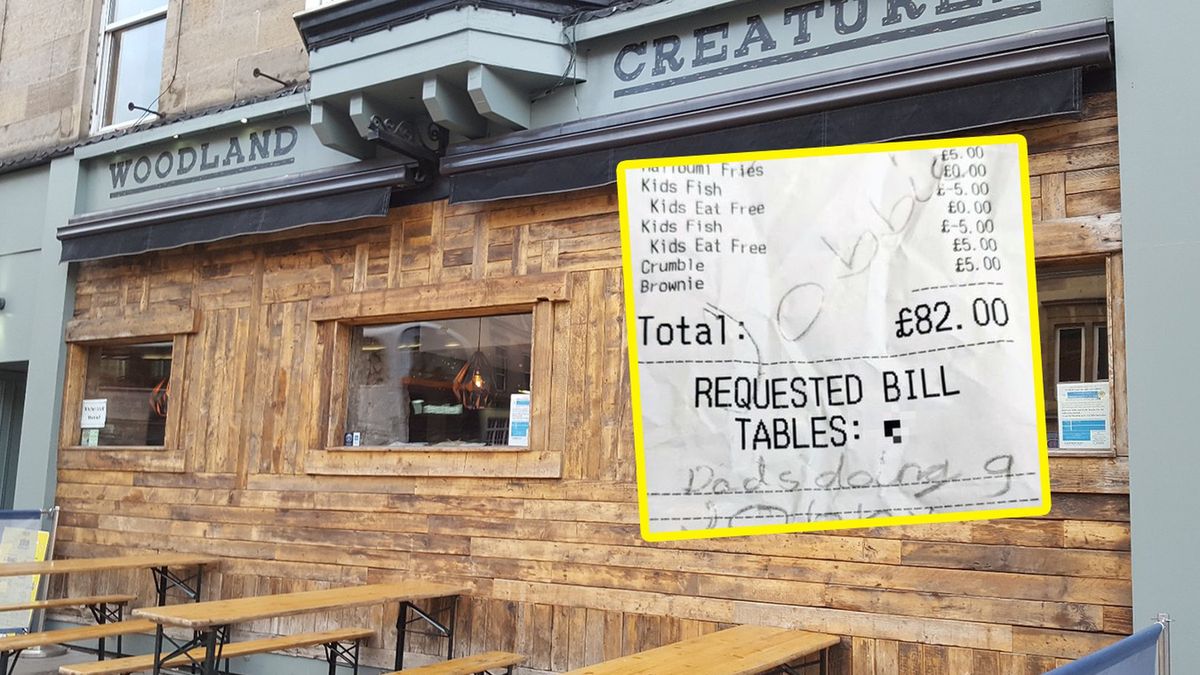 WOODLAND
CREATURES
Halloumi Fries £5.00
Kids Fish £0.00
Kids Eat Free £-5.00
Kids Fish £0.00
Kids Eat Free £-5.00
Crumble £5.00
Brownie £5.00
Total: £82.00
REQUESTED BILL
TABLES:
Dads doing g